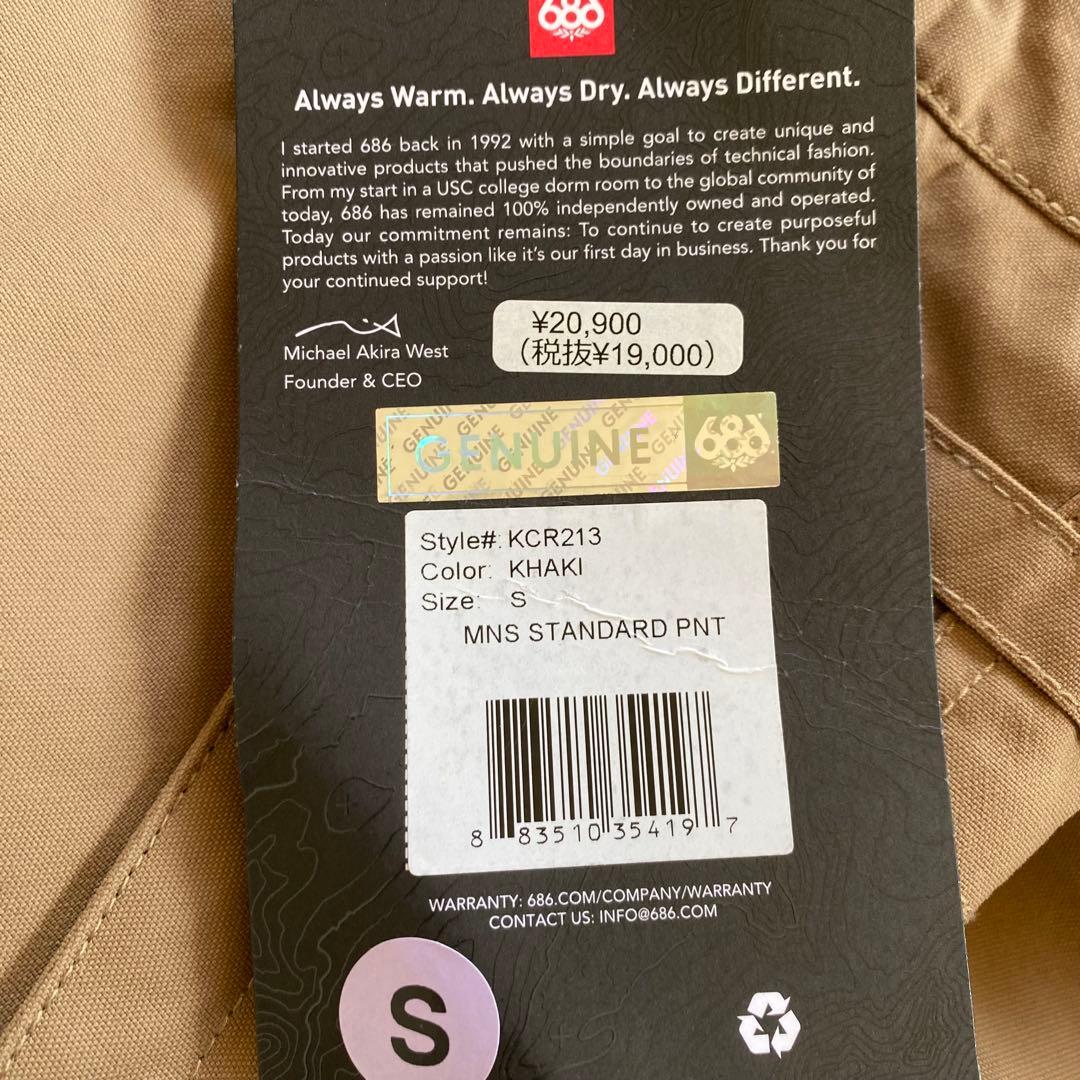 686
Always Warm. Always Dry. Always Different.
I started 686 back in 1992 with a simple goal to create unique and
innovative products that pushed the boundaries of technical fashion.
From my start in a USC college dorm room to the global community of
today, 686 has remained 100% independently owned and operated.
Today our commitment remains: To continue to create purposeful
products with a passion like it's our first day in business. Thank you for
your continued support!
Michael Akira West
Founder & CEO
¥20,900
(税抜¥19,000)
GENUINE 686
Style#: KCR213
Color: KHAKI
Size: S
MNS STANDARD PNT
8 83510 35419 7
WARRANTY: 686.COM/COMPANY/WARRANTY
CONTACT US: INFO@686.COM
S